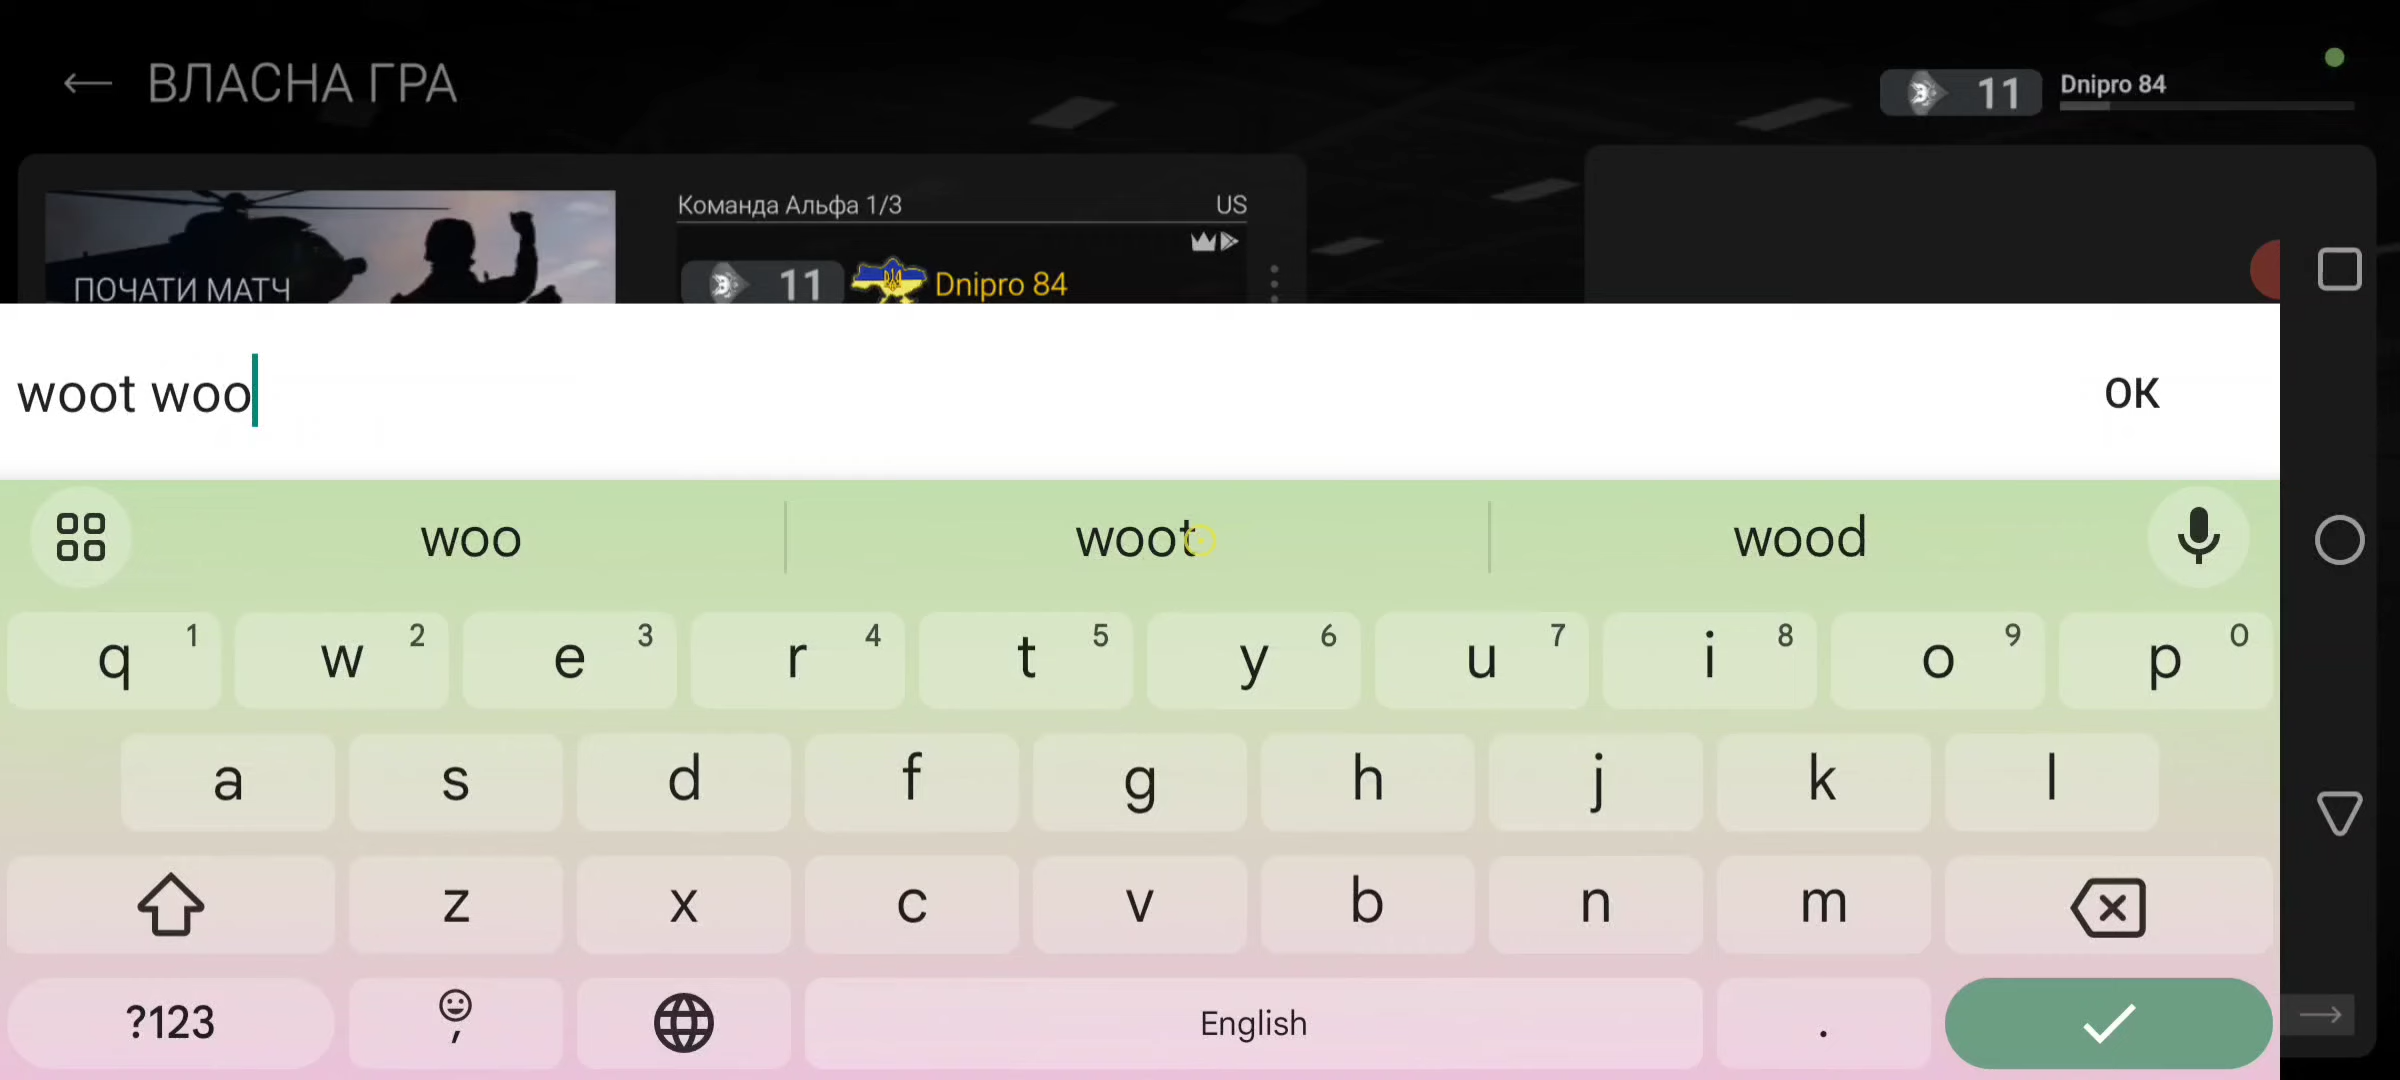 ВЛАСНА ГРА
11 Dnipro 84
Команда Альфа 1/3 US
ПОЧАТИ МАТЧ
11 Dnipro 84
woot woo
OK
woo woot wood
q 1 w 2 e 3 r 4 t 5 y 6 u 7 i 8 o 9 p 0
a s d f g h j k l
z x c v b n m
?123 , English .